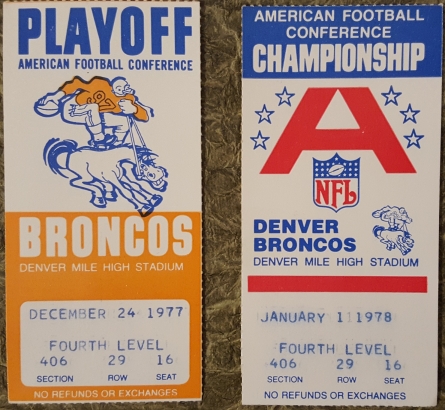 PLAYOFF
AMERICAN FOOTBALL CONFERENCE
BRONCOS
DENVER MILE HIGH STADIUM
DECEMBER 24 1977
FOURTH LEVEL
406 29 16
SECTION ROW SEAT
NO REFUNDS OR EXCHANGES
AMERICAN FOOTBALL
CONFERENCE
CHAMPIONSHIP
A
NFL
DENVER
BRONCOS
DENVER MILE HIGH STADIUM
JANUARY 1 1978
FOURTH LEVEL
406 29 16
SECTION ROW SEAT
NO REFUNDS OR EXCHANGES